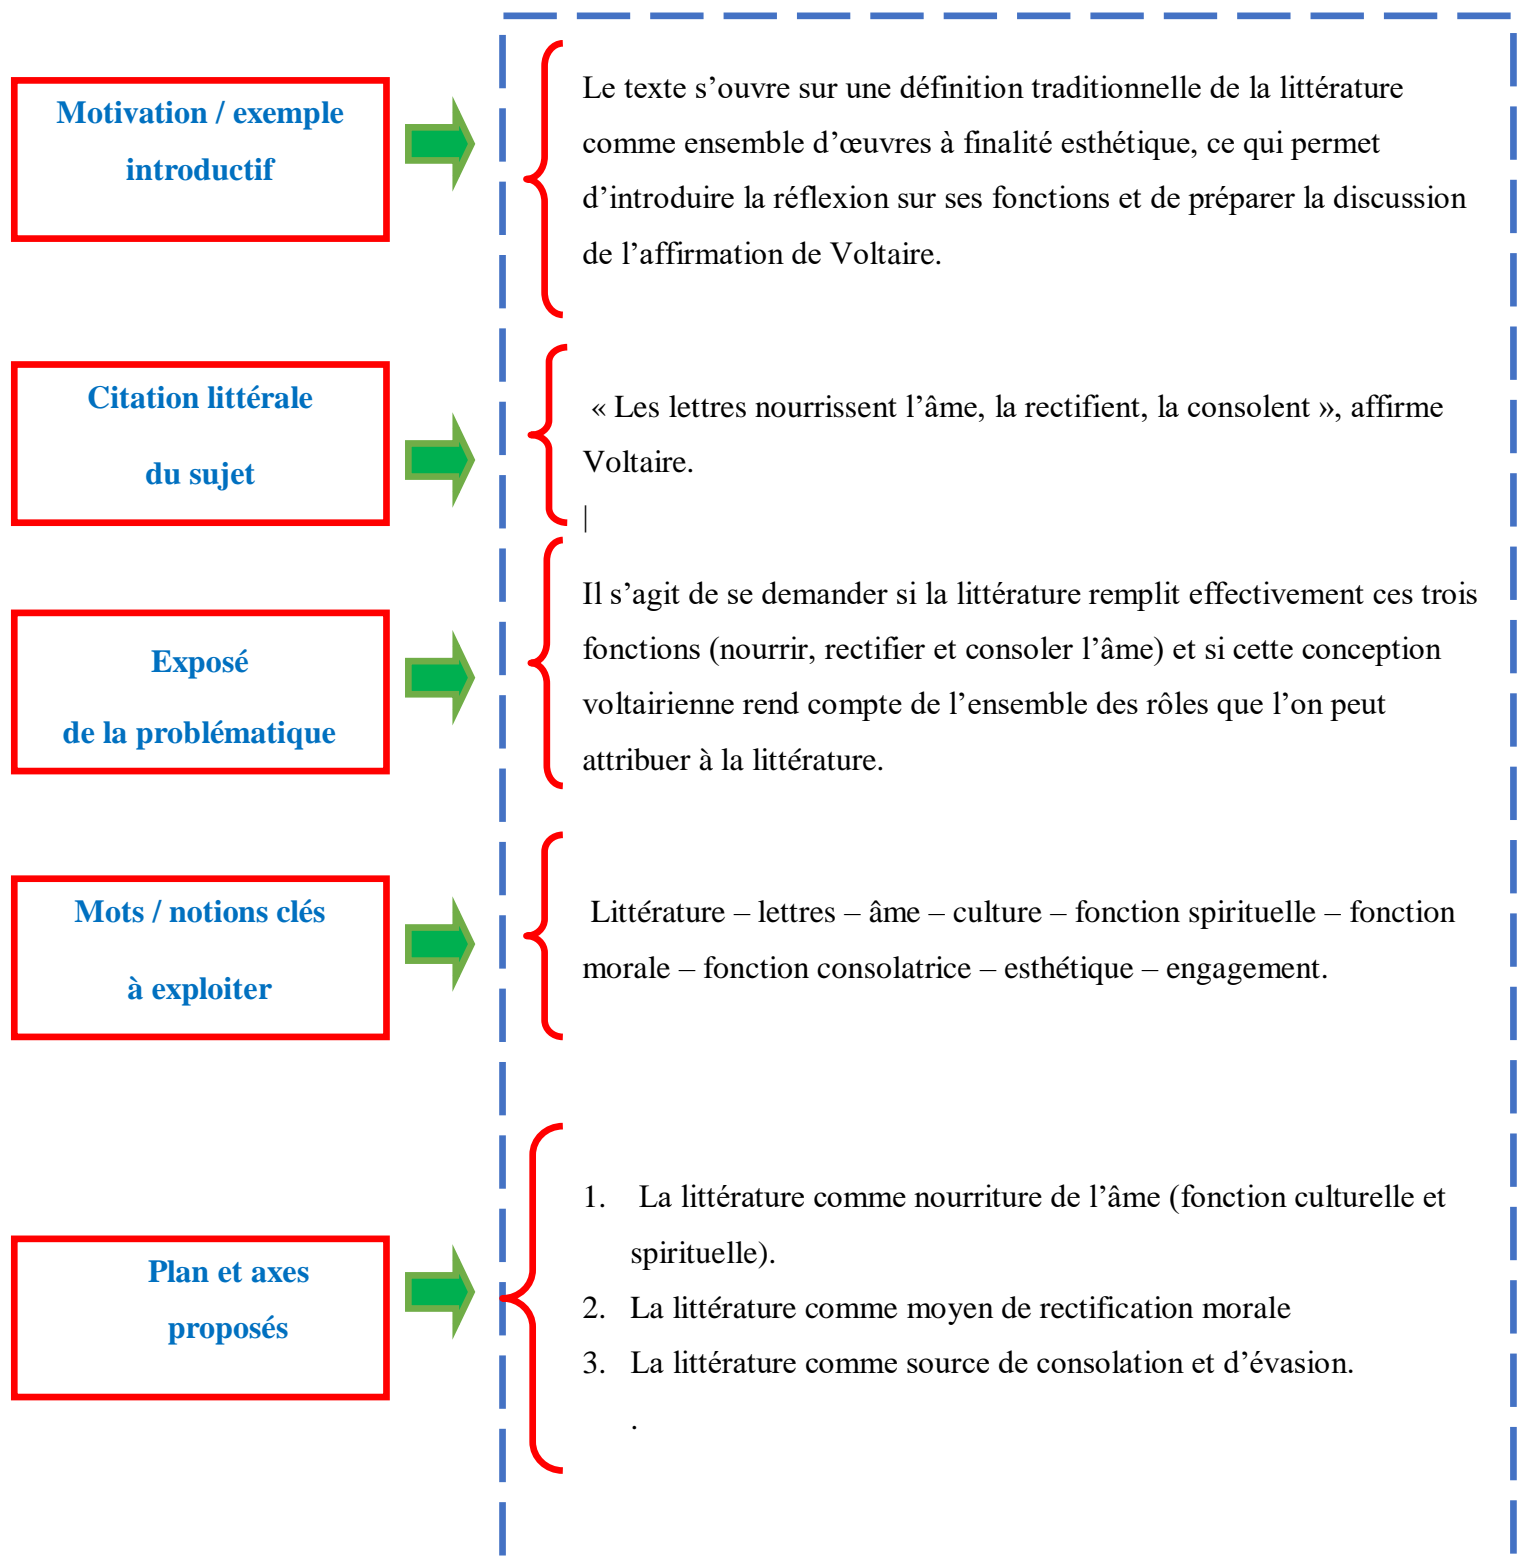 Motivation / exemple
introductif
Le texte s’ouvre sur une définition traditionnelle de la littérature
comme ensemble d’œuvres à finalité esthétique, ce qui permet
d’introduire la réflexion sur ses fonctions et de préparer la discussion
de l’affirmation de Voltaire.
Citation littérale
du sujet
« Les lettres nourrissent l’âme, la rectifient, la consolent », affirme
Voltaire.
|
Exposé
de la problématique
Il s’agit de se demander si la littérature remplit effectivement ces trois
fonctions (nourrir, rectifier et consoler l’âme) et si cette conception
voltairienne rend compte de l’ensemble des rôles que l’on peut
attribuer à la littérature.
Mots / notions clés
à exploiter
Littérature – lettres – âme – culture – fonction spirituelle – fonction
morale – fonction consolatrice – esthétique – engagement.
Plan et axes
proposés
1. La littérature comme nourriture de l’âme (fonction culturelle et
spirituelle).
2. La littérature comme moyen de rectification morale
3. La littérature comme source de consolation et d’évasion.
.